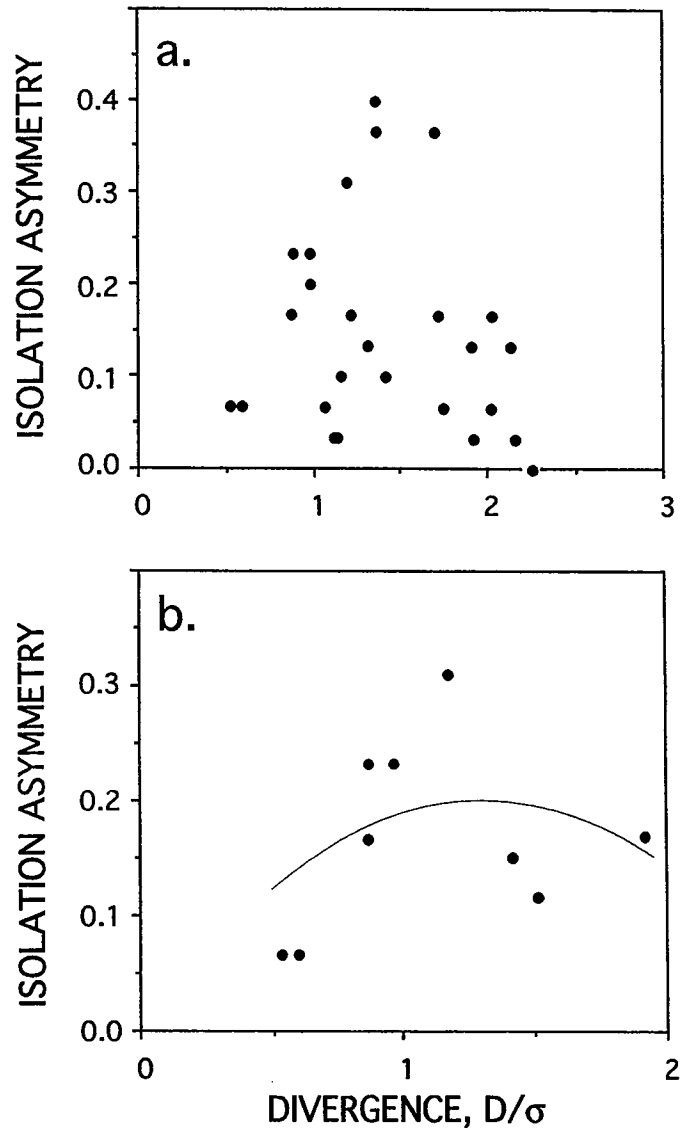 a.
ISOLATION ASYMMETRY
0.4
0.3
0.2
0.1
0.0
0 1 2 3
b.
ISOLATION ASYMMETRY
0.3
0.2
0.1
0.0
0 1 2
DIVERGENCE, D/σ